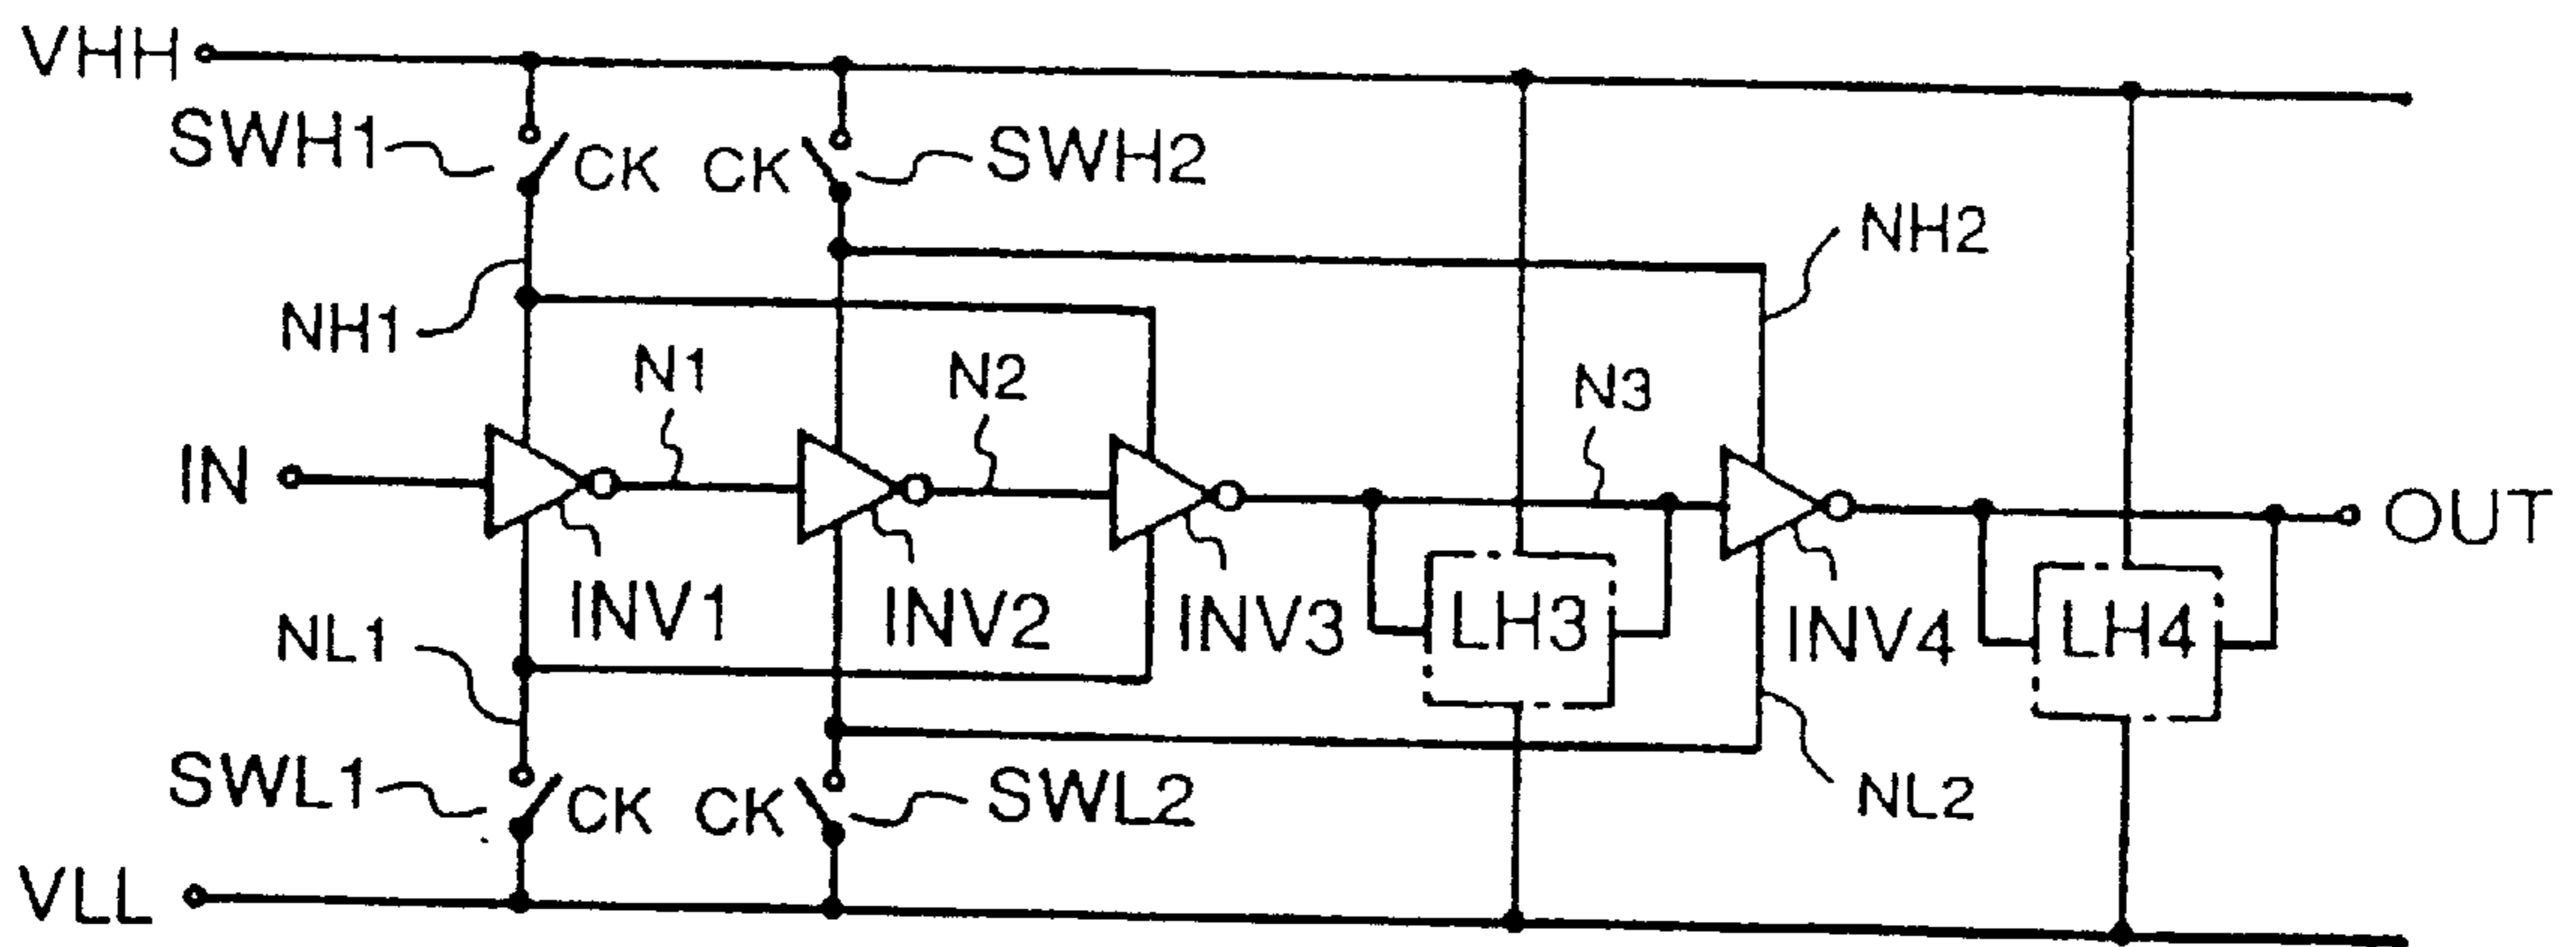 VHH
SWH1 CK CK SWH2
NH2
NH1
N1 N2 N3
IN OUT
INV1 INV2 INV3 LH3 INV4 LH4
NL1
SWL1 CK CK SWL2 NL2
VLL